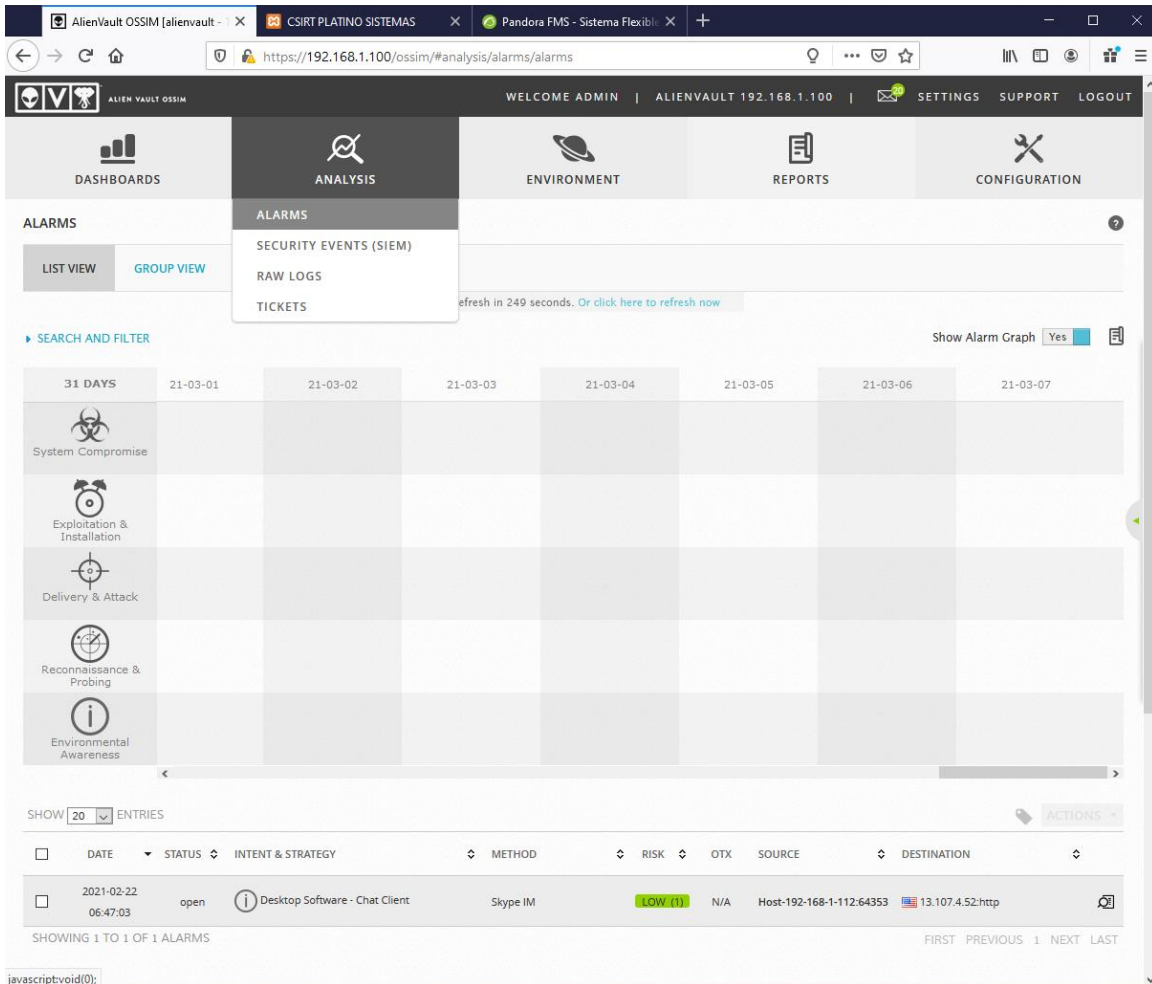 AlienVault OSSIM [alienvault - 1
CSIRT PLATINO SISTEMAS
Pandora FMS - Sistema Flexible
https://192.168.1.100/ossim/#analysis/alarms/alarms
ALIEN VAULT OSSIM
WELCOME ADMIN | ALIENVAULT 192.168.1.100 | 20 SETTINGS SUPPORT LOGOUT
DASHBOARDS
ANALYSIS
ENVIRONMENT
REPORTS
CONFIGURATION
ALARMS
ALARMS
SECURITY EVENTS (SIEM)
RAW LOGS
TICKETS
LIST VIEW
GROUP VIEW
efresh in 249 seconds. Or click here to refresh now
SEARCH AND FILTER
Show Alarm Graph Yes
31 DAYS 21-03-01 21-03-02 21-03-03 21-03-04 21-03-05 21-03-06 21-03-07
System Compromise
Exploitation &
Installation
Delivery & Attack
Reconnaissance &
Probing
Environmental
Awareness
SHOW 20 ENTRIES
ACTIONS
DATE STATUS INTENT & STRATEGY METHOD RISK OTX SOURCE DESTINATION
2021-02-22
06:47:03
open Desktop Software - Chat Client Skype IM LOW (1) N/A Host-192-168-1-112:64353 13.107.4.52:http
SHOWING 1 TO 1 OF 1 ALARMS
FIRST PREVIOUS 1 NEXT LAST
javascript:void(0);